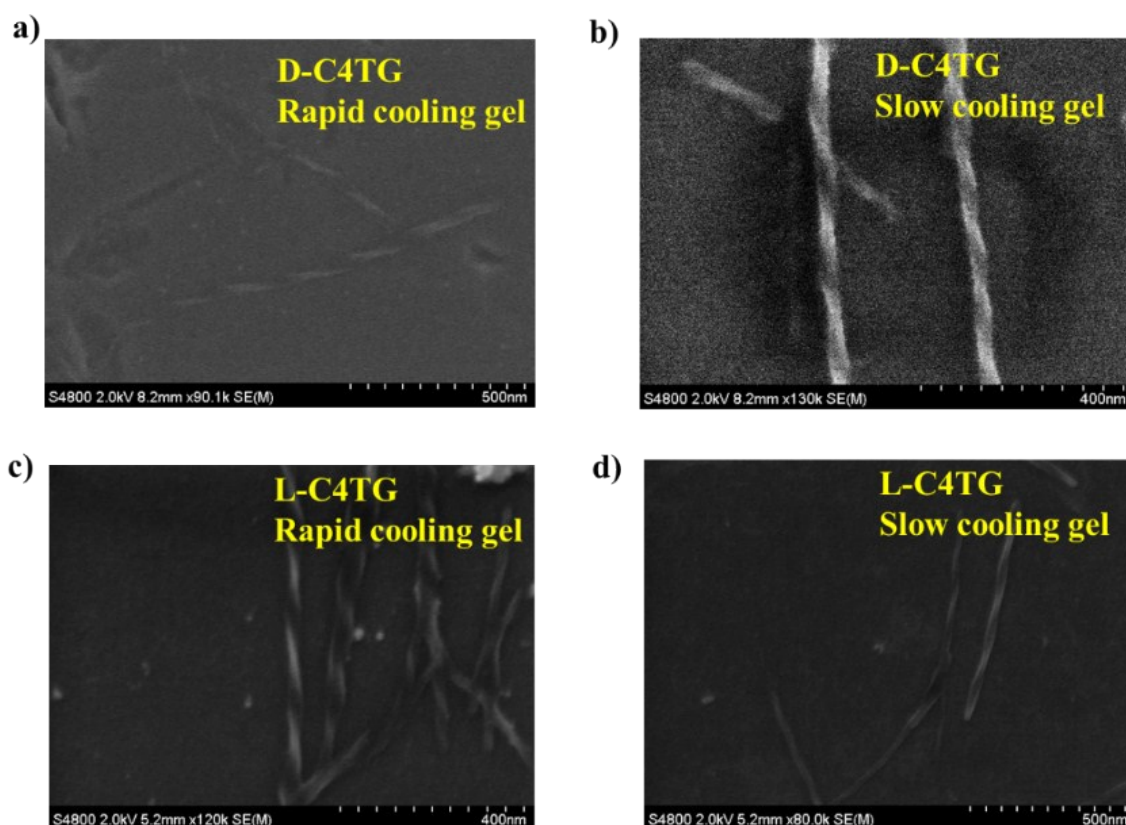 a)
D-C4TG
Rapid cooling gel
S4800 2.0kV 8.2mm x90.1k SE(M)
500nm
b)
D-C4TG
Slow cooling gel
S4800 2.0kV 8.2mm x130k SE(M)
400nm
c)
L-C4TG
Rapid cooling gel
S4800 2.0kV 5.2mm x120k SE(M)
400nm
d)
L-C4TG
Slow cooling gel
S4800 2.0kV 5.2mm x80.0k SE(M)
500nm